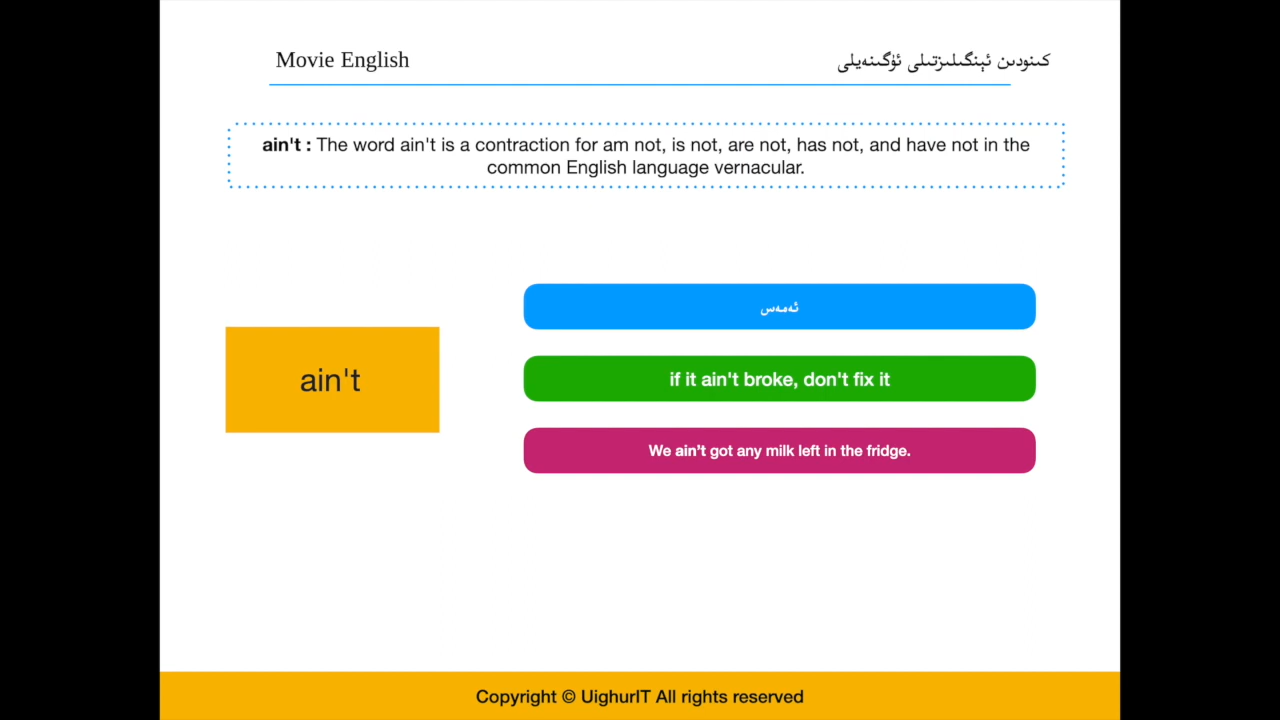 Movie English
كىنودىن ئېنگىلىزتىلى ئۈگىنەيلى
ain't : The word ain't is a contraction for am not, is not, are not, has not, and have not in the
common English language vernacular.
ئەمەس
ain't
if it ain't broke, don't fix it
We ain't got any milk left in the fridge.
Copyright © UighurIT All rights reserved